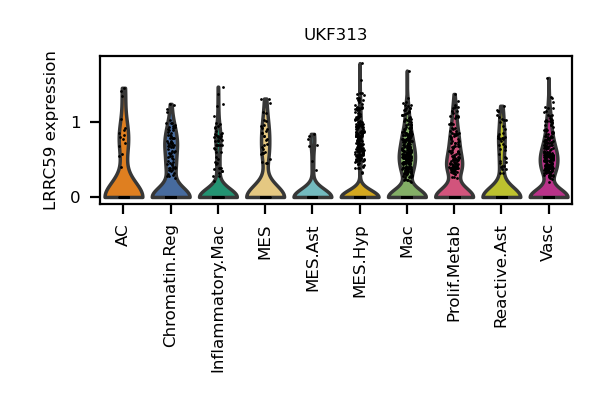 UKF313
LRRC59 expression
1
0
AC
Chromatin.Reg
Inflammatory.Mac
MES
MES.Ast
MES.Hyp
Mac
Prolif.Metab
Reactive.Ast
Vasc